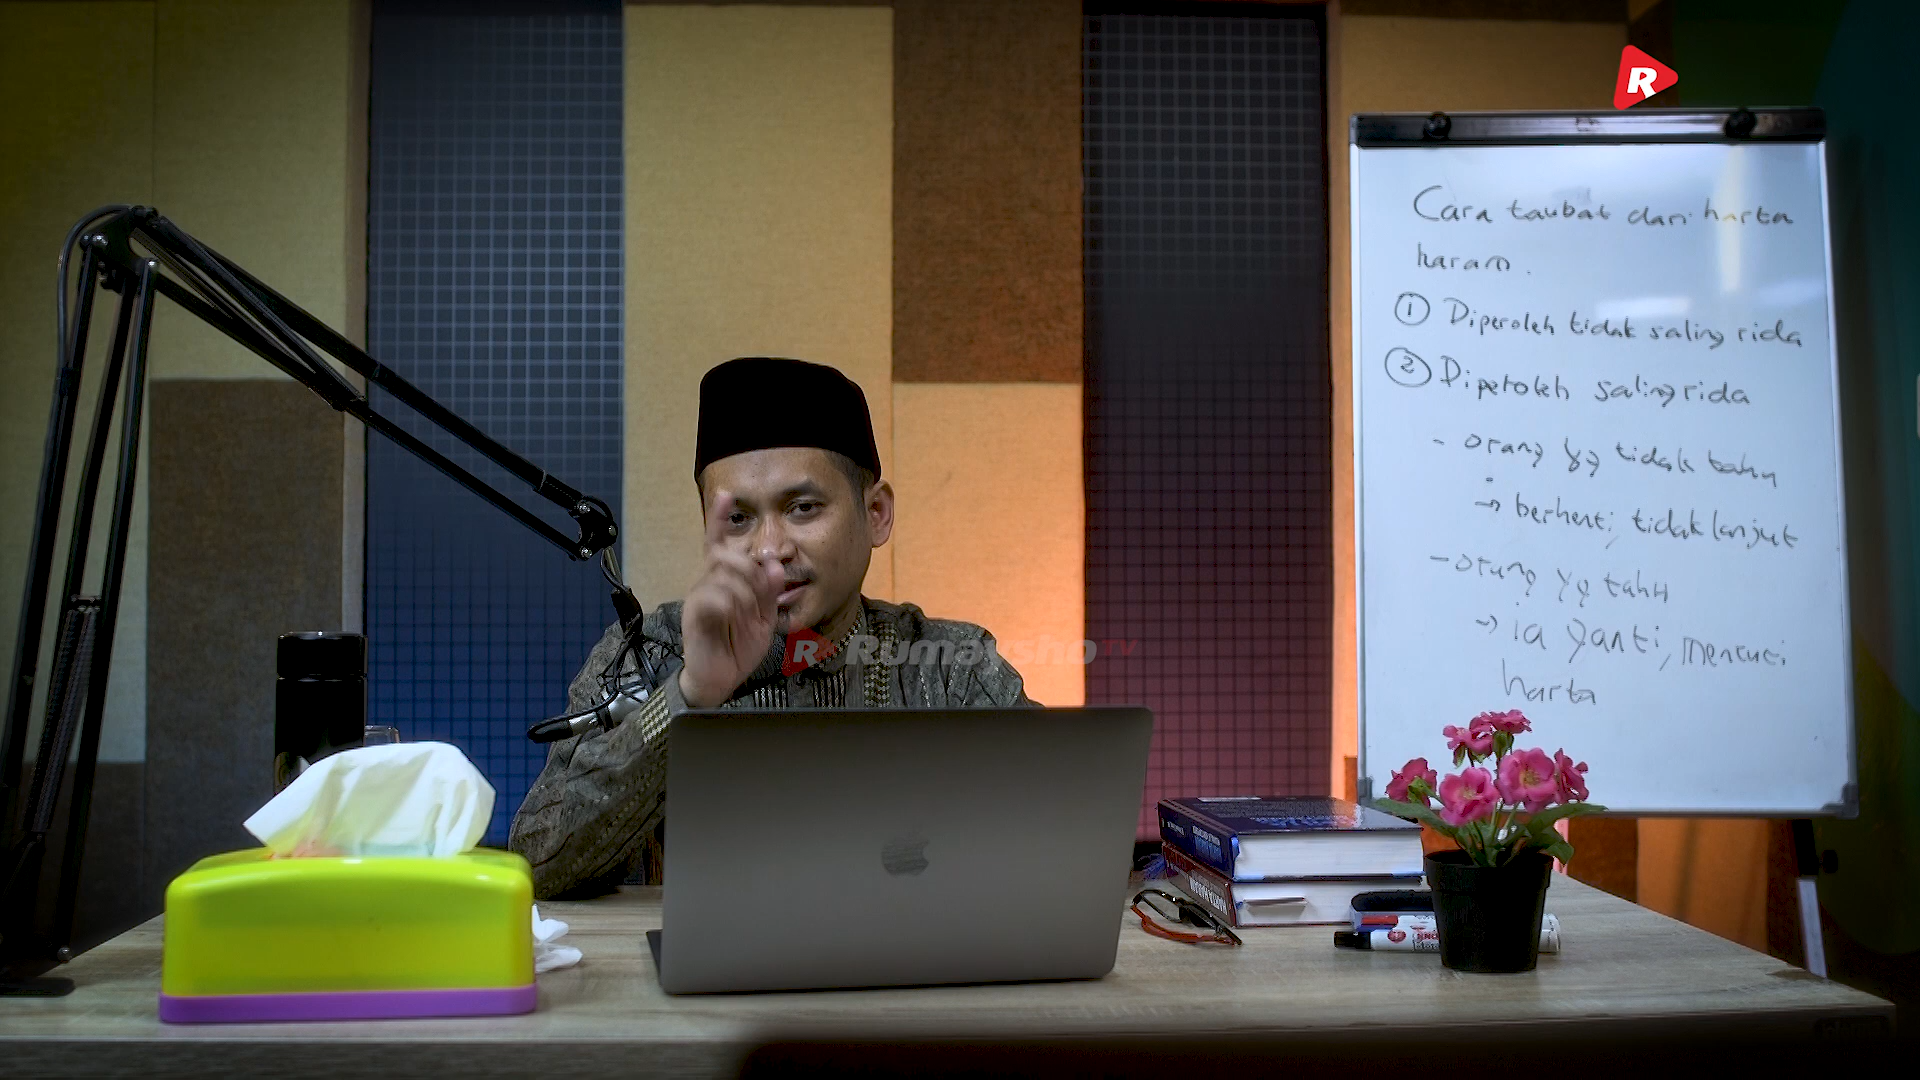 R
Cara taubat dari harta
haram.
① Diperoleh tidak saling rida
② Diperoleh saling rida
- orang yg tidak tahu
→ berhenti, tidak lanjut
- orang yg tahu
→ ia ganti, mencuci
harta
R Rumaysho TV